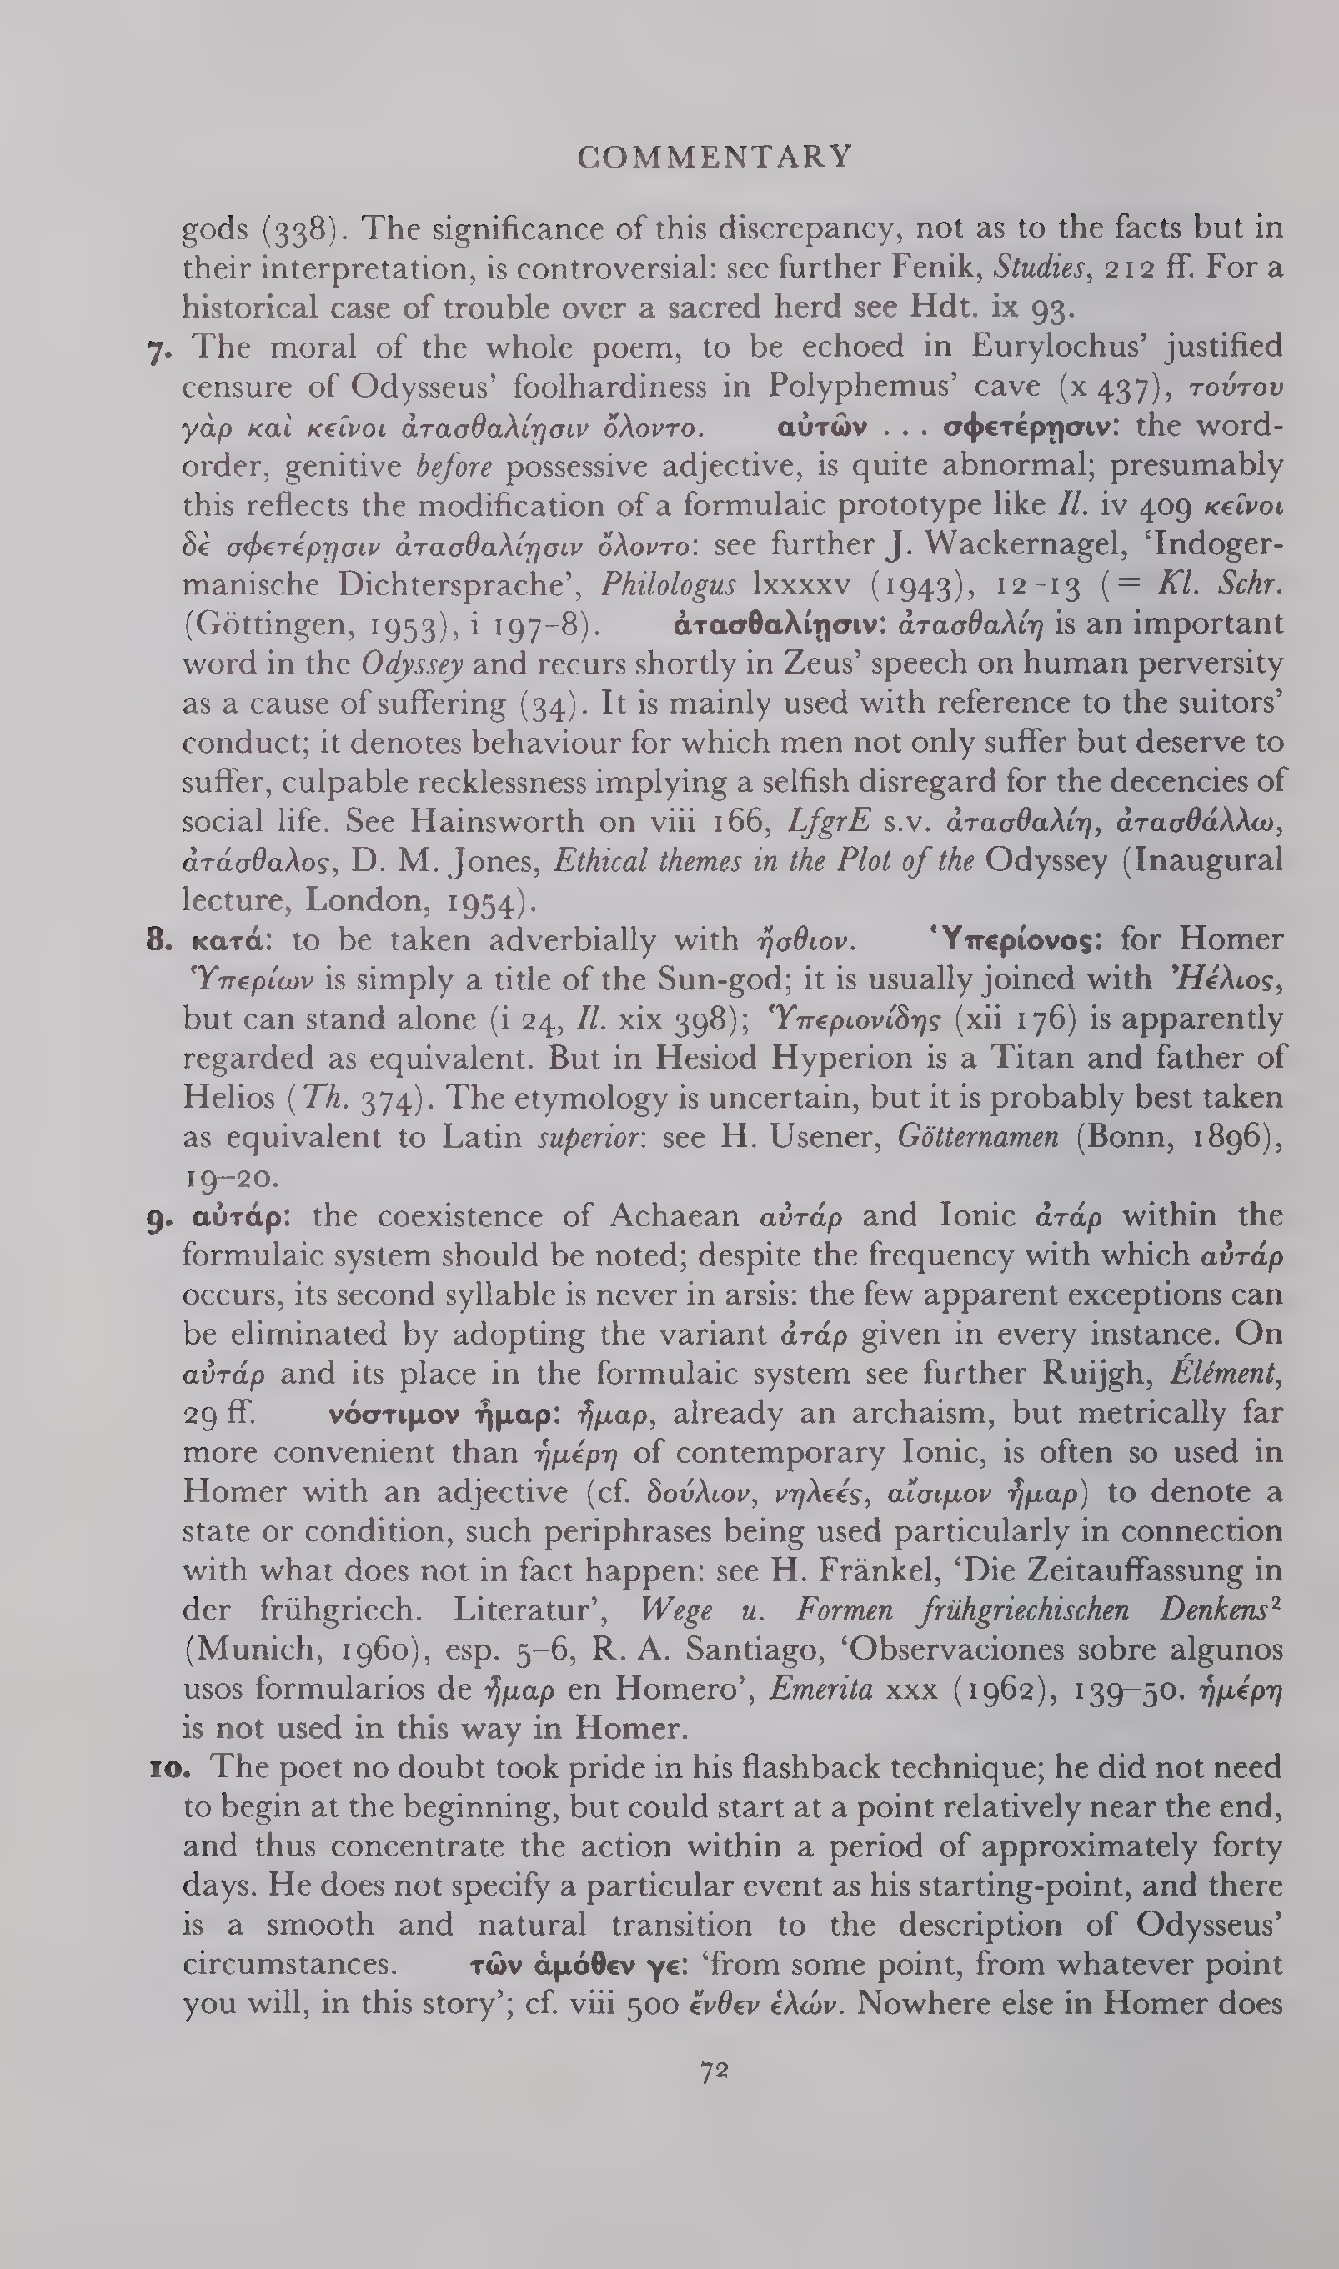 COMMENTARY
gods (338). The significance of this discrepancy, not as to the facts but in
their interpretation, is controversial: see further Fenik, Studies, 212 ff. For a
historical case of trouble over a sacred herd see Hdt. ix 93.
7. The moral of the whole poem, to be echoed in Eurylochus’ justified
censure of Odysseus’ foolhardiness in Polyphemus’ cave (x 437), τούτου
γὰρ καὶ κεῖνοι ἀτασθαλίῃσιν ὄλοντο. αὐτῶν . . . σφετέρῃσιν: the word-
order, genitive before possessive adjective, is quite abnormal; presumably
this reflects the modification of a formulaic prototype like Il. iv 409 κεῖνοι
δὲ σφετέρῃσιν ἀτασθαλίῃσιν ὄλοντο: see further J. Wackernagel, ‘Indoger-
manische Dichtersprache’, Philologus lxxxxv (1943), 12-13 (= Kl. Schr.
(Göttingen, 1953), i 197–8). ἀτασθαλίῃσιν: ἀτασθαλίη is an important
word in the Odyssey and recurs shortly in Zeus’ speech on human perversity
as a cause of suffering (34). It is mainly used with reference to the suitors’
conduct; it denotes behaviour for which men not only suffer but deserve to
suffer, culpable recklessness implying a selfish disregard for the decencies of
social life. See Hainsworth on viii 166, LfgrE s.v. ἀτασθαλίη, ἀτασθάλλω,
ἀτάσθαλος, D. M. Jones, Ethical themes in the Plot of the Odyssey (Inaugural
lecture, London, 1954).
8. κατά: to be taken adverbially with ἤσθιον. Ὑπερίονος: for Homer
Ὑπερίων is simply a title of the Sun-god; it is usually joined with Ἠέλιος,
but can stand alone (i 24, Il. xix 398); Ὑπεριονίδης (xii 176) is apparently
regarded as equivalent. But in Hesiod Hyperion is a Titan and father of
Helios (Th. 374). The etymology is uncertain, but it is probably best taken
as equivalent to Latin superior: see H. Usener, Götternamen (Bonn, 1896),
19–20.
9. αὐτάρ: the coexistence of Achaean αὐτάρ and Ionic ἀτάρ within the
formulaic system should be noted; despite the frequency with which αὐτάρ
occurs, its second syllable is never in arsis: the few apparent exceptions can
be eliminated by adopting the variant ἀτάρ given in every instance. On
αὐτάρ and its place in the formulaic system see further Ruijgh, Élément,
29 ff. νόστιμον ἦμαρ: ἦμαρ, already an archaism, but metrically far
more convenient than ἡμέρη of contemporary Ionic, is often so used in
Homer with an adjective (cf. δούλιον, νηλεές, αἴσιμον ἦμαρ) to denote a
state or condition, such periphrases being used particularly in connection
with what does not in fact happen: see H. Fränkel, ‘Die Zeitauffassung in
der frühgriech. Literatur’, Wege u. Formen frühgriechischen Denkens²
(Munich, 1960), esp. 5–6, R. A. Santiago, ‘Observaciones sobre algunos
usos formularios de ἦμαρ en Homero’, Emerita xxx (1962), 139–50. ἡμέρη
is not used in this way in Homer.
10. The poet no doubt took pride in his flashback technique; he did not need
to begin at the beginning, but could start at a point relatively near the end,
and thus concentrate the action within a period of approximately forty
days. He does not specify a particular event as his starting-point, and there
is a smooth and natural transition to the description of Odysseus’
circumstances. τῶν ἁμόθεν γε: ‘from some point, from whatever point
you will, in this story’; cf. viii 500 ἔνθεν ἑλών. Nowhere else in Homer does
72